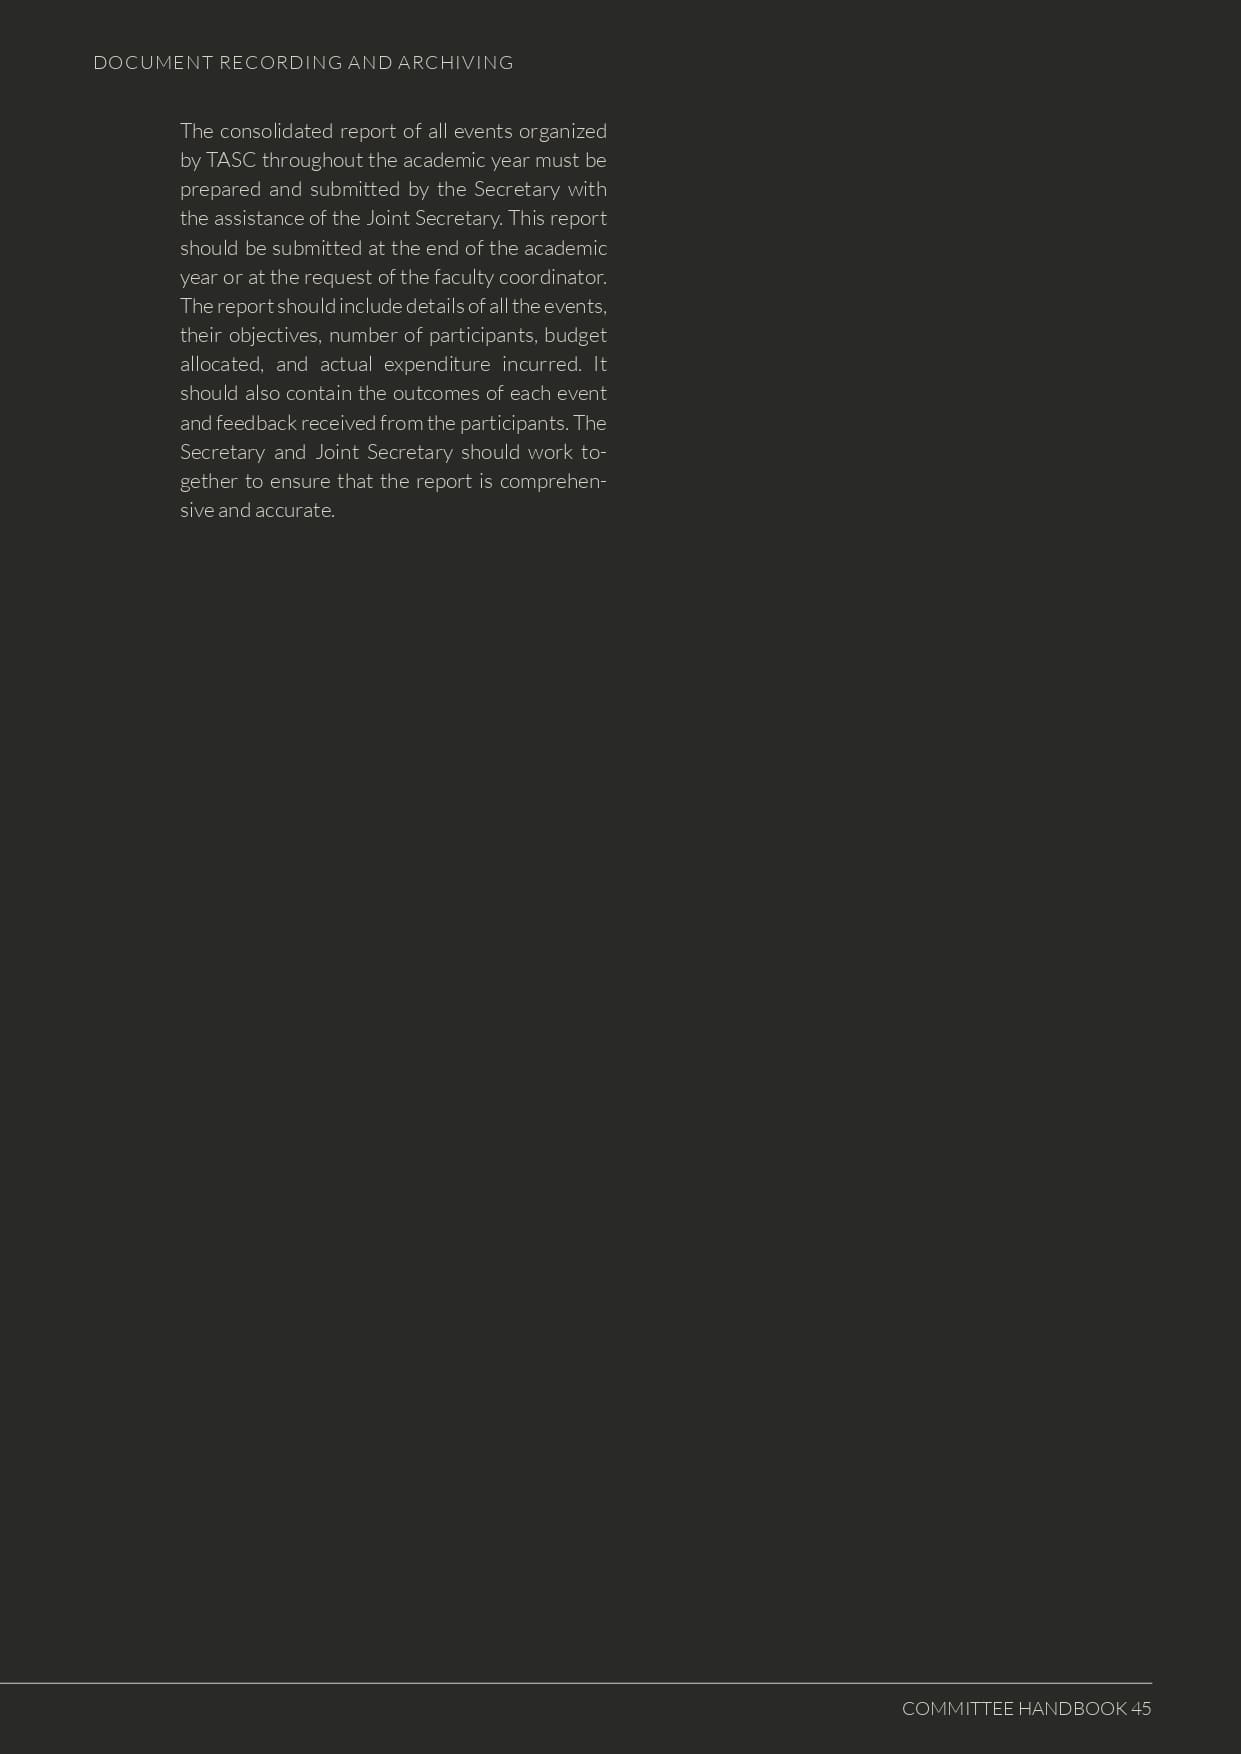 DOCUMENT RECORDING AND ARCHIVING
The consolidated report of all events organized
by TASC throughout the academic year must be
prepared and submitted by the Secretary with
the assistance of the Joint Secretary. This report
should be submitted at the end of the academic
year or at the request of the faculty coordinator.
The report should include details of all the events,
their objectives, number of participants, budget
allocated, and actual expenditure incurred. It
should also contain the outcomes of each event
and feedback received from the participants. The
Secretary and Joint Secretary should work to-
gether to ensure that the report is comprehen-
sive and accurate.
COMMITTEE HANDBOOK 45